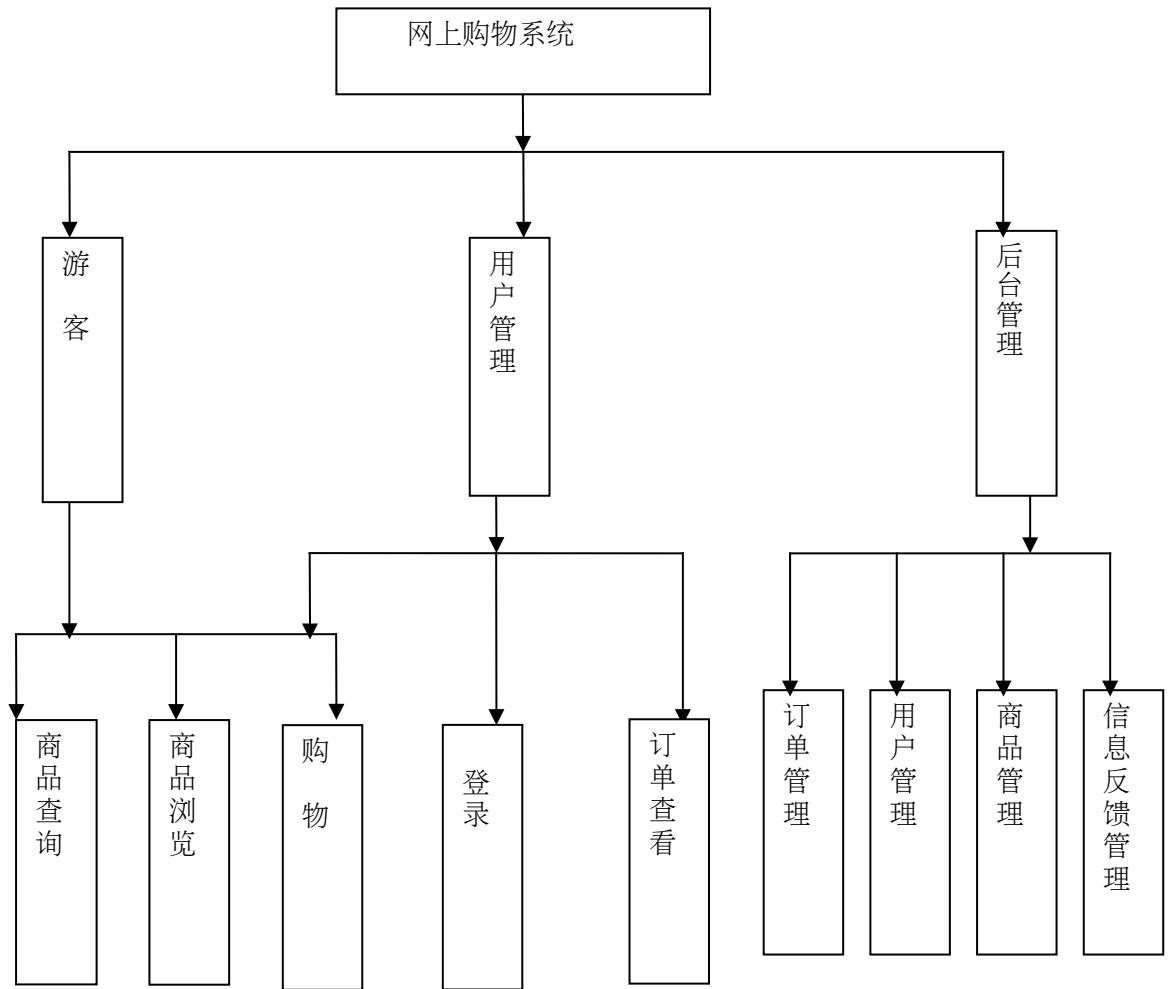 网上购物系统
游客
用户管理
后台管理
商品查询
商品浏览
购物
登录
订单查看
订单管理
用户管理
商品管理
信息反馈管理